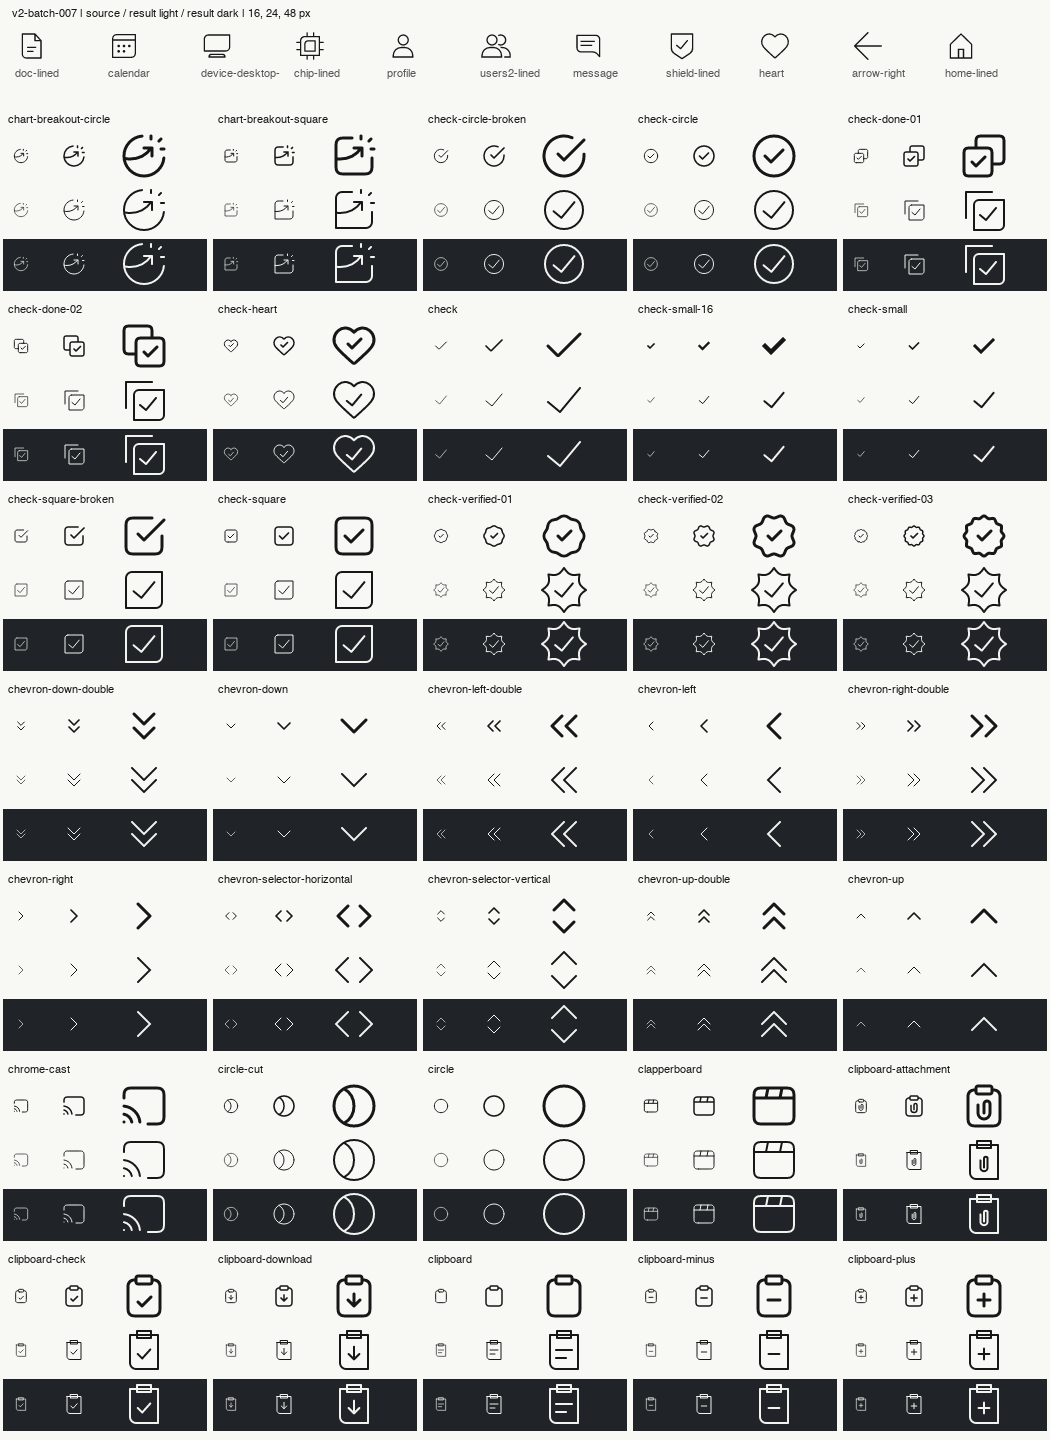 v2-batch-007 | source / result light / result dark | 16, 24, 48 px
doc-lined calendar device-desktop- chip-lined profile users2-lined message shield-lined heart arrow-right home-lined
chart-breakout-circle chart-breakout-square check-circle-broken check-circle check-done-01
check-done-02 check-heart check check-small-16 check-small
check-square-broken check-square check-verified-01 check-verified-02 check-verified-03
chevron-down-double chevron-down chevron-left-double chevron-left chevron-right-double
chevron-right chevron-selector-horizontal chevron-selector-vertical chevron-up-double chevron-up
chrome-cast circle-cut circle clapperboard clipboard-attachment
clipboard-check clipboard-download clipboard clipboard-minus clipboard-plus